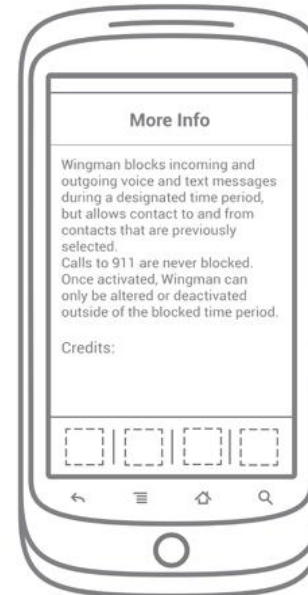 More Info
Wingman blocks incoming and
outgoing voice and text messages
during a designated time period,
but allows contact to and from
contacts that are previously
selected.
Calls to 911 are never blocked.
Once activated, Wingman can
only be altered or deactivated
outside of the blocked time period.
Credits: